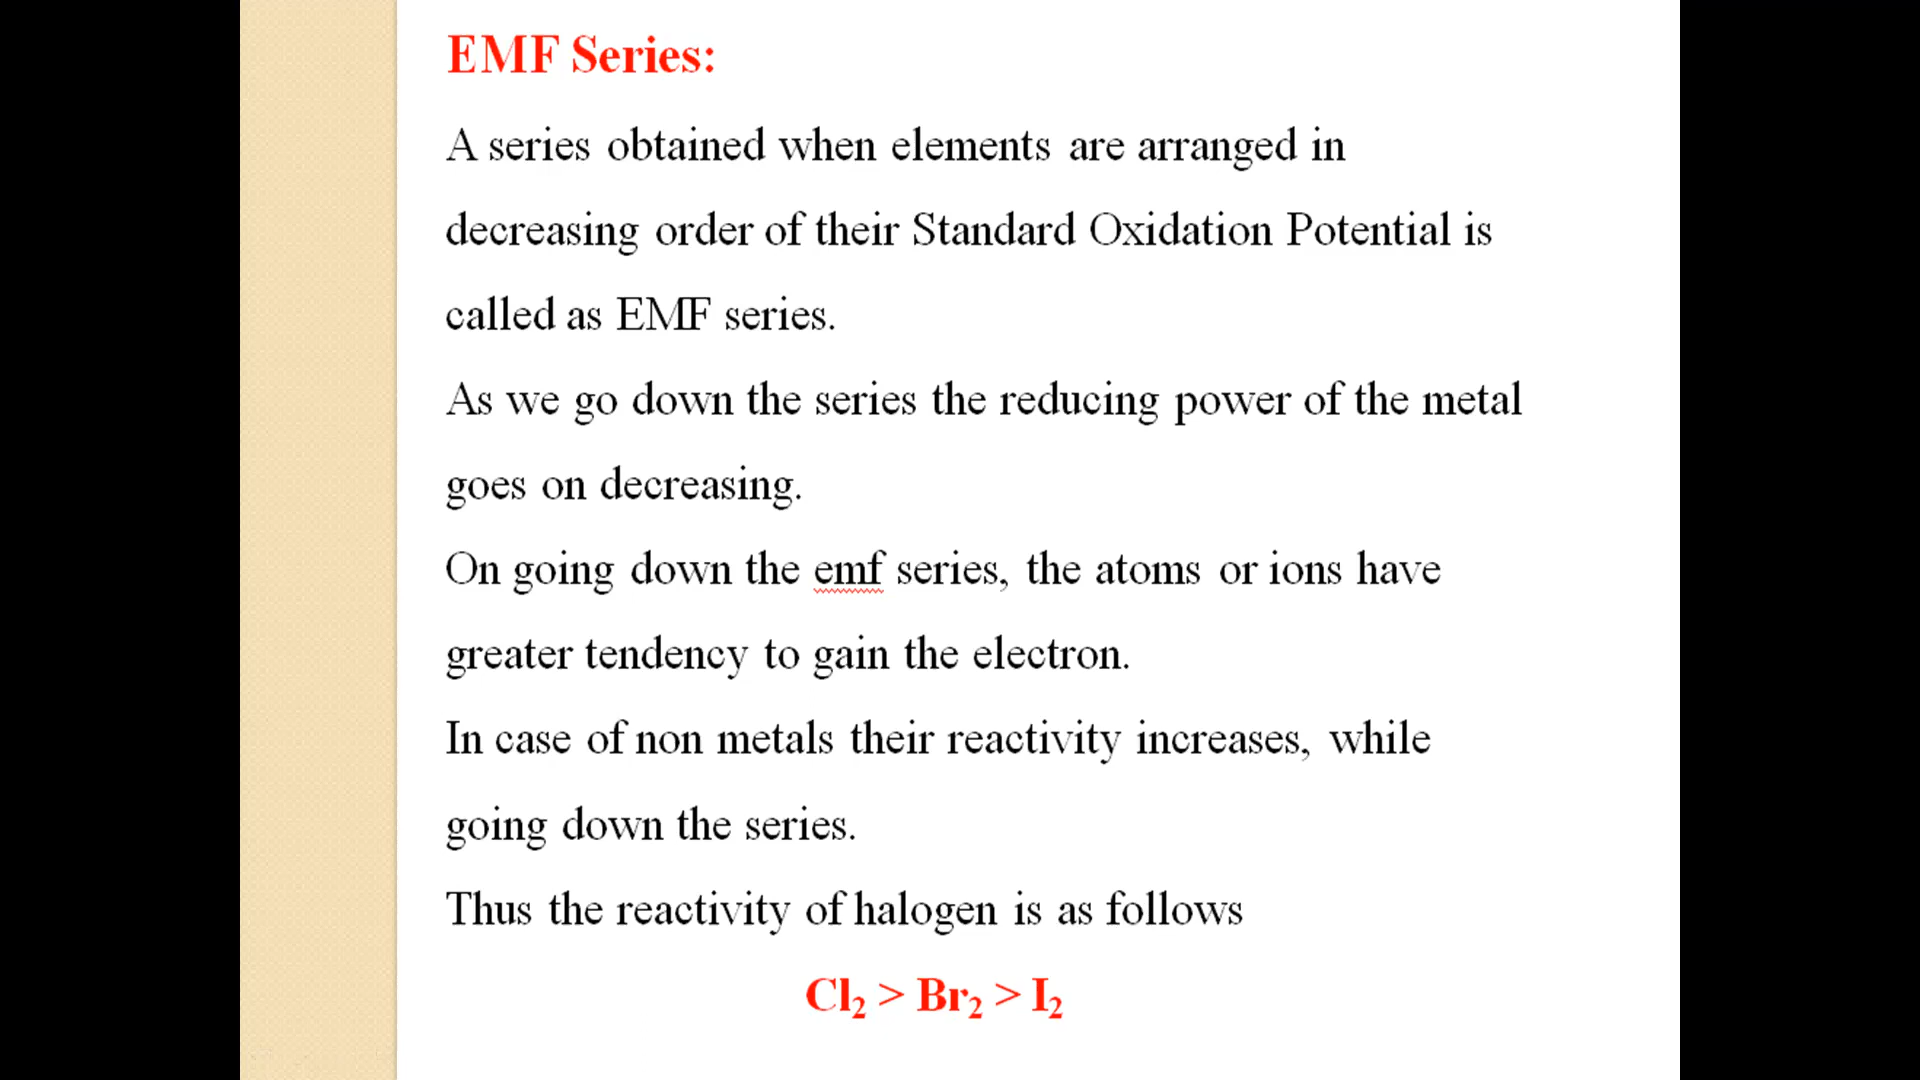 EMF Series:
A series obtained when elements are arranged in
decreasing order of their Standard Oxidation Potential is
called as EMF series.
As we go down the series the reducing power of the metal
goes on decreasing.
On going down the emf series, the atoms or ions have
greater tendency to gain the electron.
In case of non metals their reactivity increases, while
going down the series.
Thus the reactivity of halogen is as follows
Cl₂ > Br₂ > I₂